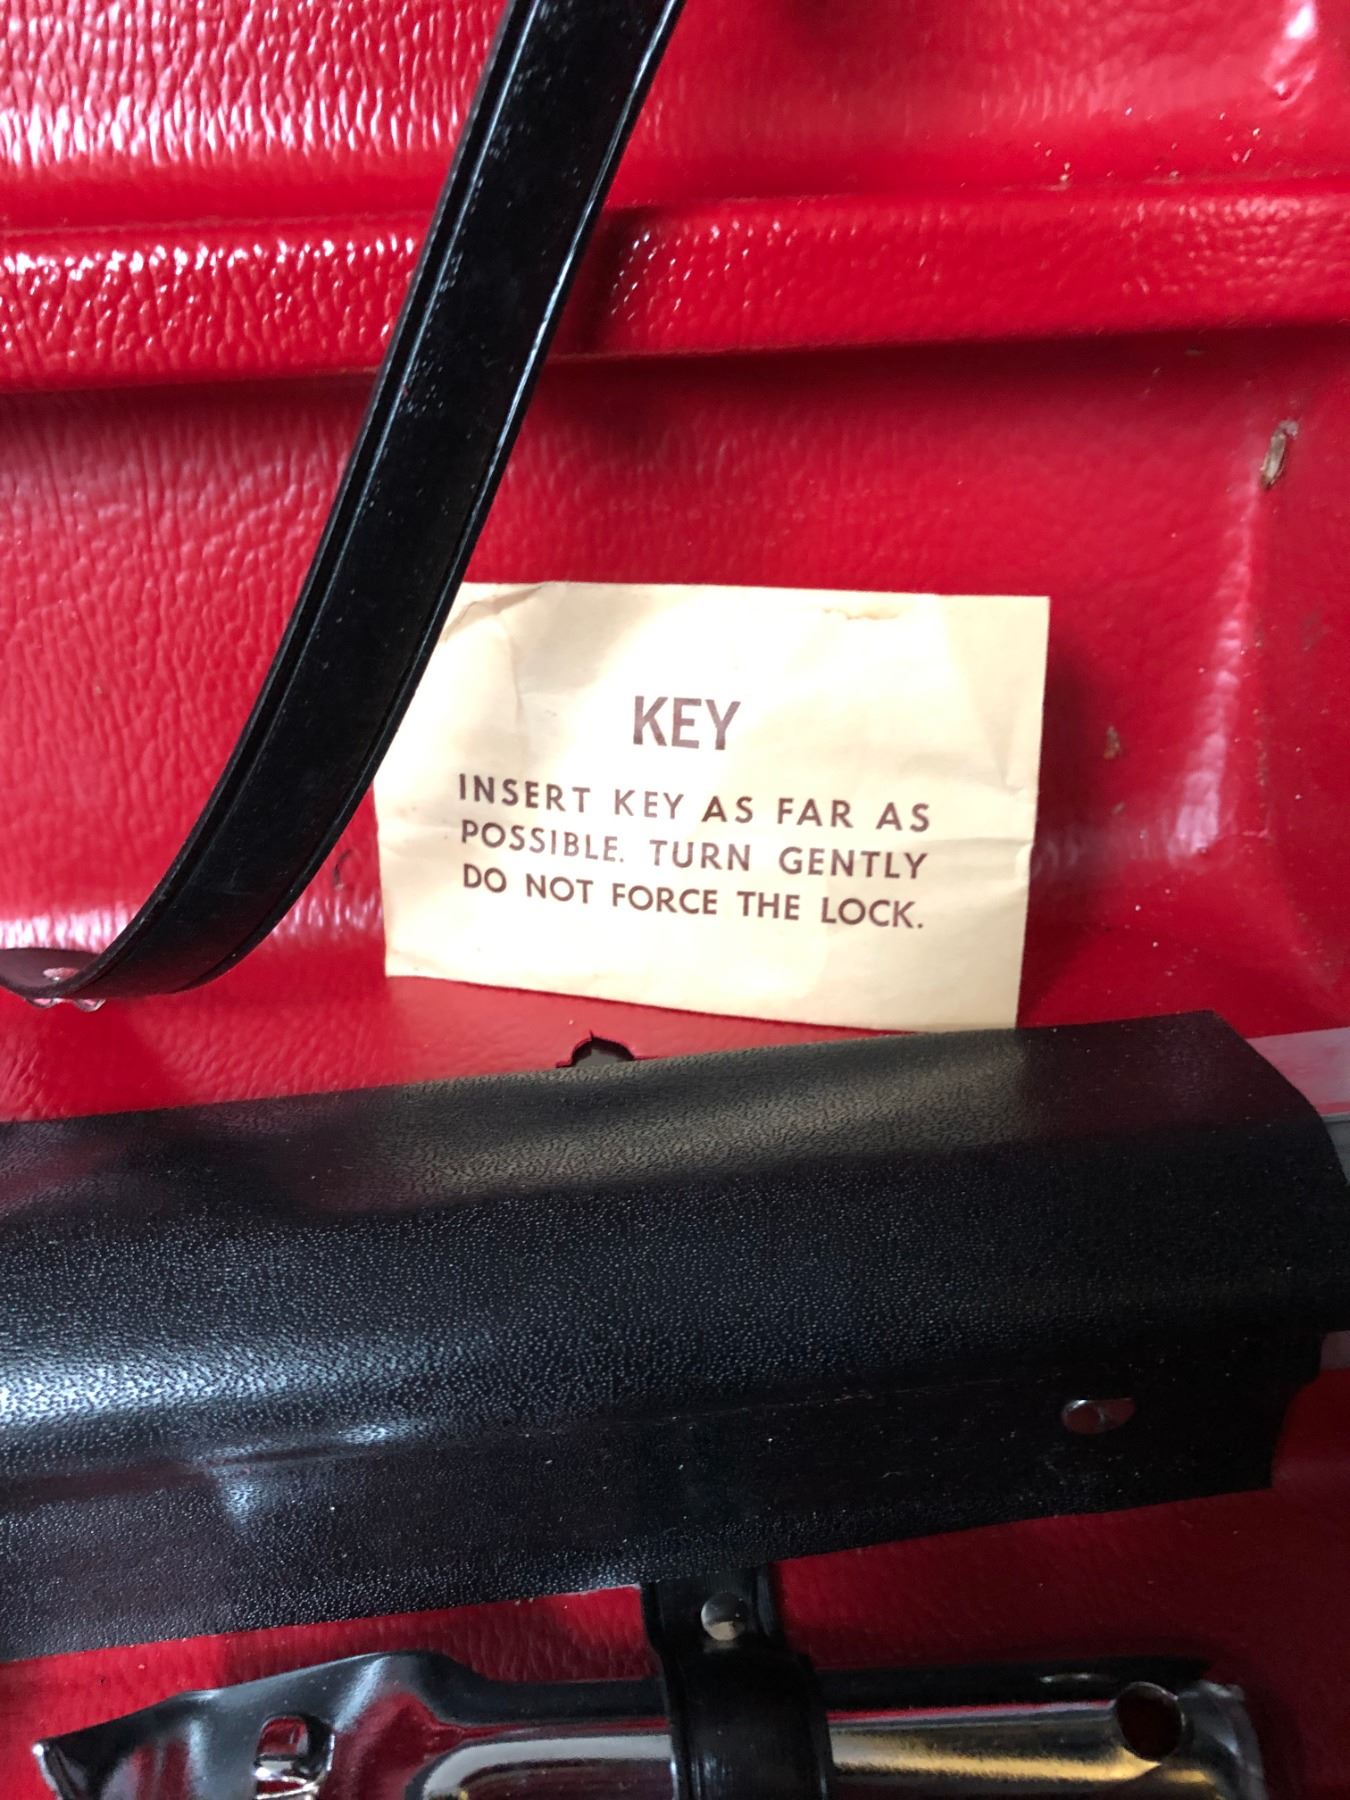 KEY
INSERT KEY AS FAR AS
POSSIBLE. TURN GENTLY
DO NOT FORCE THE LOCK.